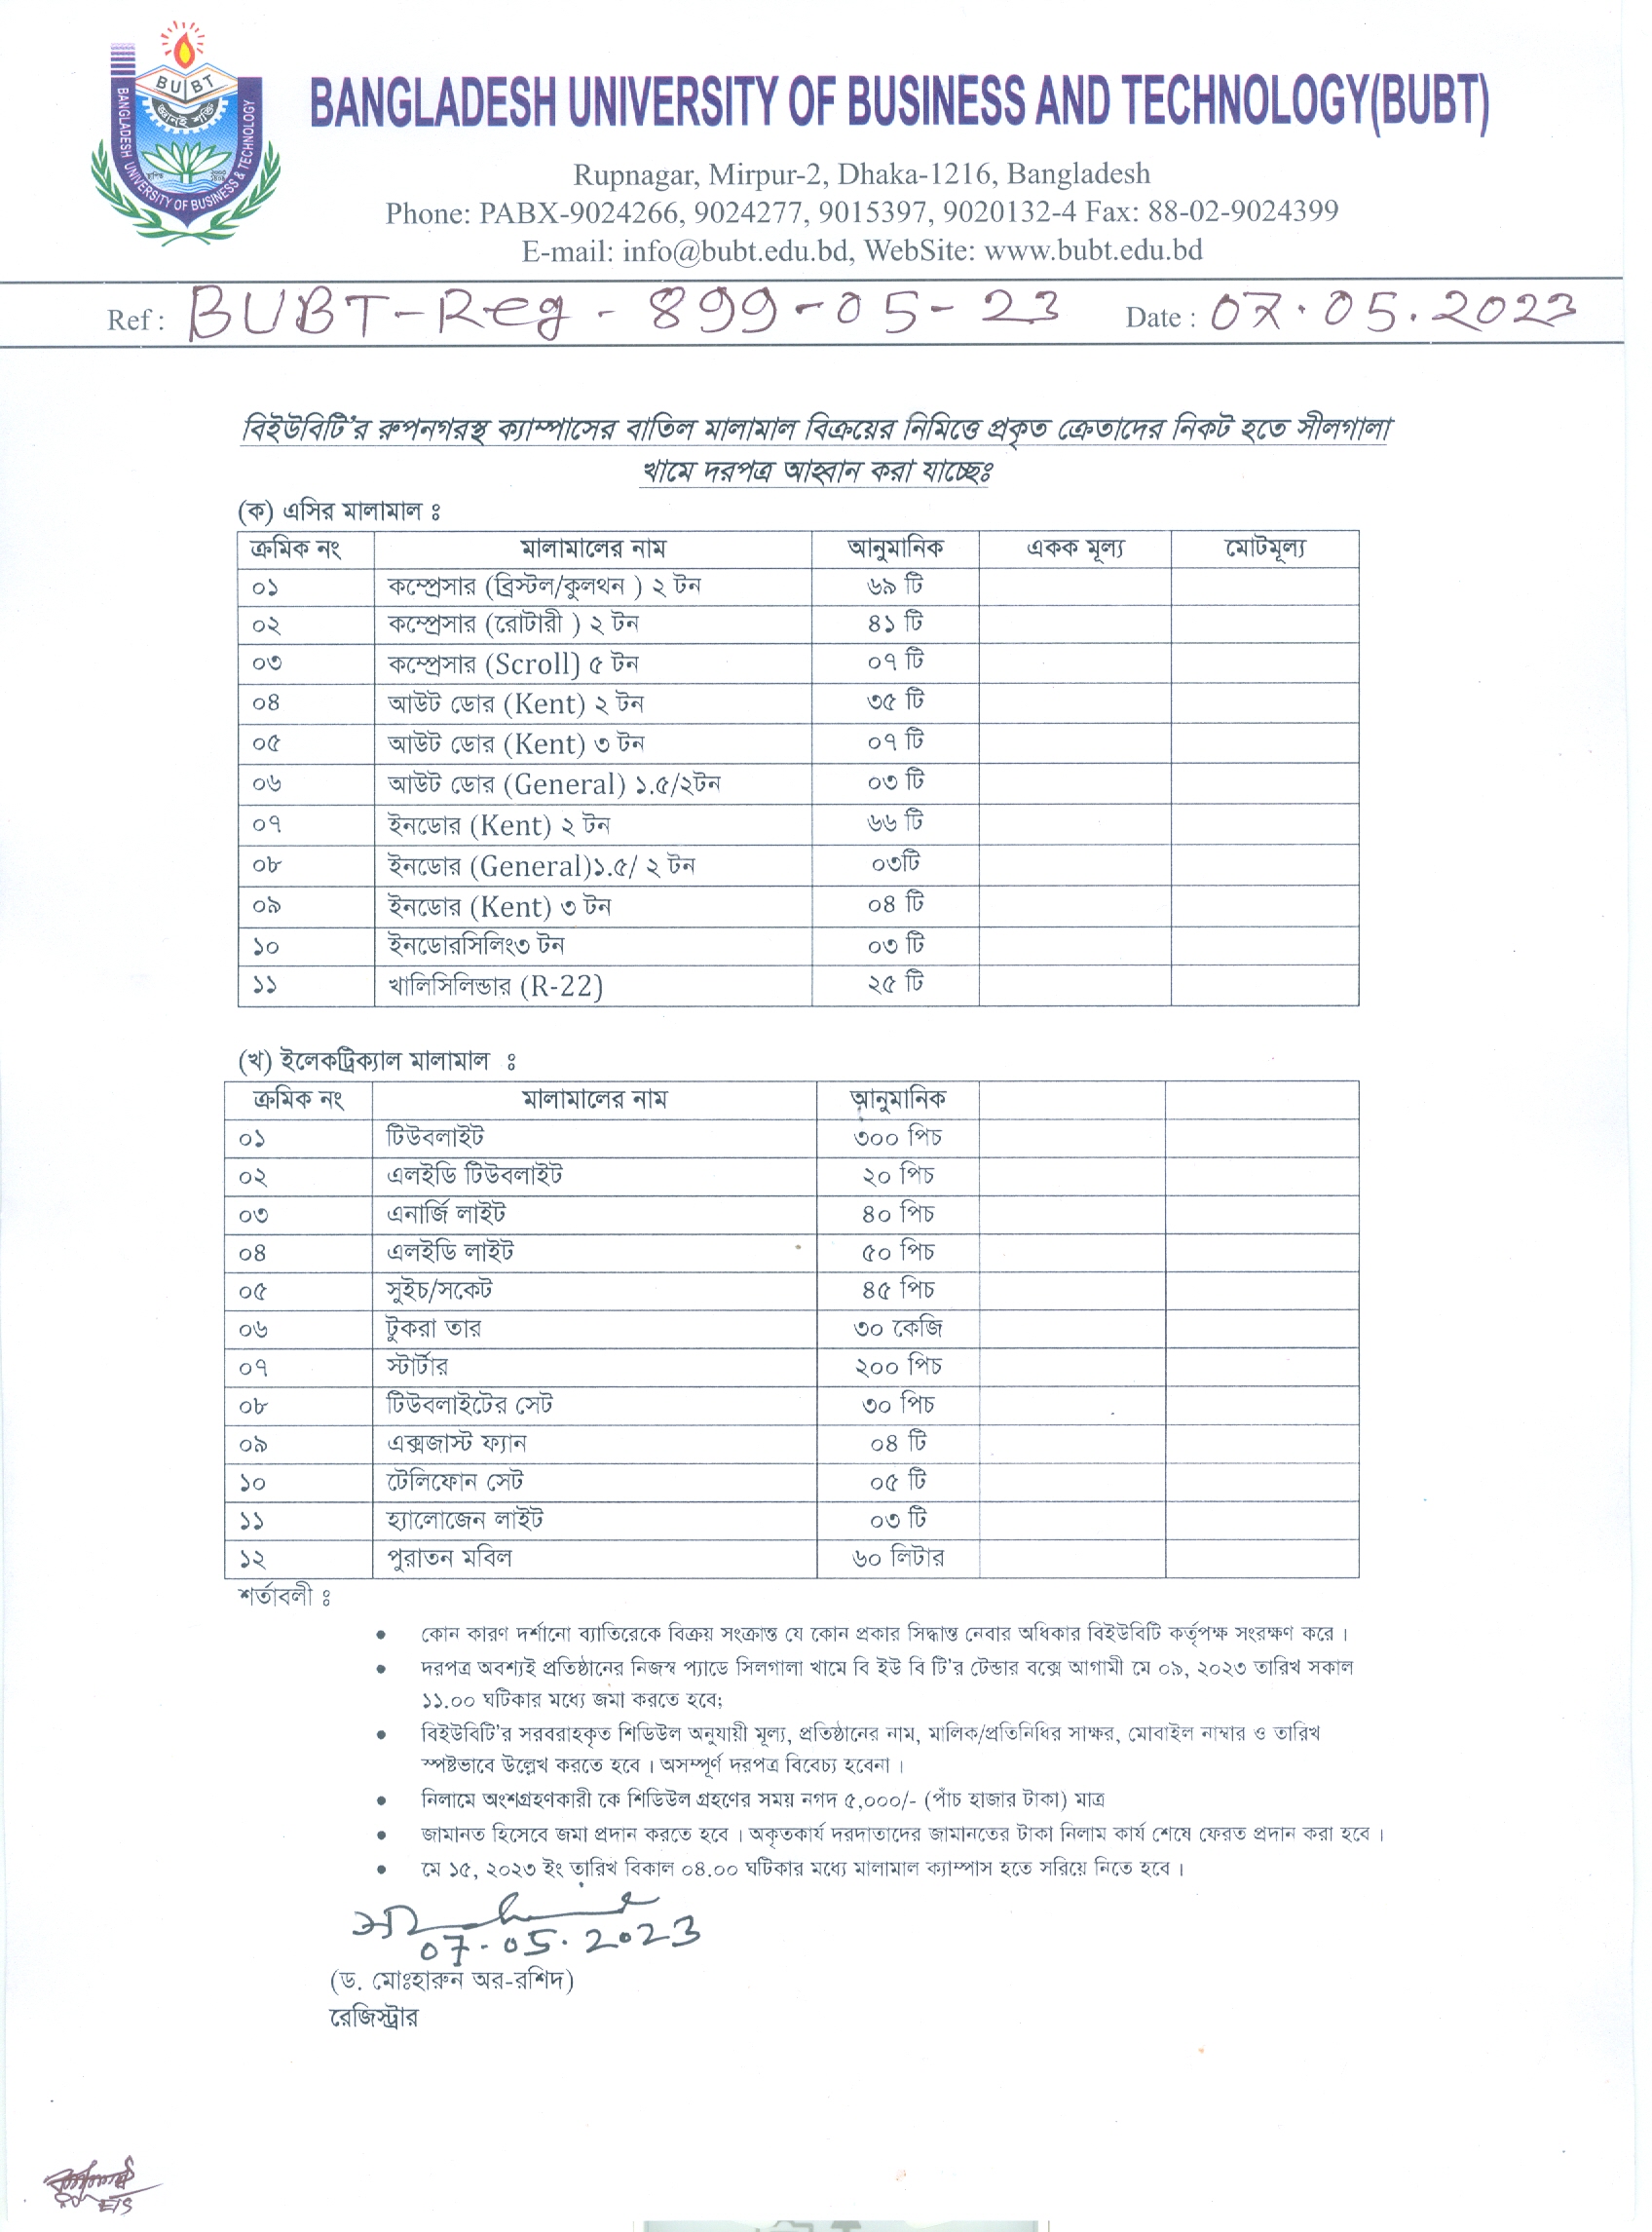 BUBT
জ্ঞানই শক্তি
BANGLADESH UNIVERSITY OF BUSINESS & TECHNOLOGY
BANGLADESH UNIVERSITY OF BUSINESS AND TECHNOLOGY(BUBT)
Rupnagar, Mirpur-2, Dhaka-1216, Bangladesh
Phone: PABX-9024266, 9024277, 9015397, 9020132-4 Fax: 88-02-9024399
E-mail: info@bubt.edu.bd, WebSite: www.bubt.edu.bd
Ref : BUBT-Reg-899-05-23 Date : 07.05.2023
বিইউবিটি’র রুপনগরস্থ ক্যাম্পাসের বাতিল মালামাল বিক্রয়ের নিমিত্তে প্রকৃত ক্রেতাদের নিকট হতে সীলগালা
খামে দরপত্র আহ্বান করা যাচ্ছেঃ
(ক) এসির মালামাল ঃ
ক্রমিক নং মালামালের নাম আনুমানিক একক মূল্য মোটমূল্য
০১ কম্প্রেসার (ব্রিস্টল/কুলথন ) ২ টন ৬৯ টি
০২ কম্প্রেসার (রোটারী ) ২ টন ৪১ টি
০৩ কম্প্রেসার (Scroll) ৫ টন ০৭ টি
০৪ আউট ডোর (Kent) ২ টন ৩৫ টি
০৫ আউট ডোর (Kent) ৩ টন ০৭ টি
০৬ আউট ডোর (General) ১.৫/২টন ০৩ টি
০৭ ইনডোর (Kent) ২ টন ৬৬ টি
০৮ ইনডোর (General)১.৫/ ২ টন ০৩টি
০৯ ইনডোর (Kent) ৩ টন ০৪ টি
১০ ইনডোরসিলিং৩ টন ০৩ টি
১১ খালিসিলিন্ডার (R-22) ২৫ টি
(খ) ইলেকট্রিক্যাল মালামাল ঃ
ক্রমিক নং মালামালের নাম আনুমানিক
০১ টিউবলাইট ৩০০ পিচ
০২ এলইডি টিউবলাইট ২০ পিচ
০৩ এনার্জি লাইট ৪০ পিচ
০৪ এলইডি লাইট ৫০ পিচ
০৫ সুইচ/সকেট ৪৫ পিচ
০৬ টুকরা তার ৩০ কেজি
০৭ স্টার্টার ২০০ পিচ
০৮ টিউবলাইটের সেট ৩০ পিচ
০৯ এক্সজাস্ট ফ্যান ০৪ টি
১০ টেলিফোন সেট ০৫ টি
১১ হ্যালোজেন লাইট ০৩ টি
১২ পুরাতন মবিল ৬০ লিটার
শর্তাবলী ঃ
• কোন কারণ দর্শানো ব্যাতিরেকে বিক্রয় সংক্রান্ত যে কোন প্রকার সিদ্ধান্ত নেবার অধিকার বিইউবিটি কর্তৃপক্ষ সংরক্ষণ করে ।
• দরপত্র অবশ্যই প্রতিষ্ঠানের নিজস্ব প্যাডে সিলগালা খামে বি ইউ বি টি’র টেন্ডার বক্সে আগামী মে ০৯, ২০২৩ তারিখ সকাল
১১.০০ ঘটিকার মধ্যে জমা করতে হবে;
• বিইউবিটি’র সরবরাহকৃত শিডিউল অনুযায়ী মূল্য, প্রতিষ্ঠানের নাম, মালিক/প্রতিনিধির সাক্ষর, মোবাইল নাম্বার ও তারিখ
স্পষ্টভাবে উল্লেখ করতে হবে । অসম্পূর্ণ দরপত্র বিবেচ্য হবেনা ।
• নিলামে অংশগ্রহণকারী কে শিডিউল গ্রহণের সময় নগদ ৫,০০০/- (পাঁচ হাজার টাকা) মাত্র
• জামানত হিসেবে জমা প্রদান করতে হবে । অকৃতকার্য দরদাতাদের জামানতের টাকা নিলাম কার্য শেষে ফেরত প্রদান করা হবে ।
• মে ১৫, ২০২৩ ইং তারিখ বিকাল ০৪.০০ ঘটিকার মধ্যে মালামাল ক্যাম্পাস হতে সরিয়ে নিতে হবে ।
07-05.2023
(ড. মোঃহারুন অর-রশিদ)
রেজিস্ট্রার